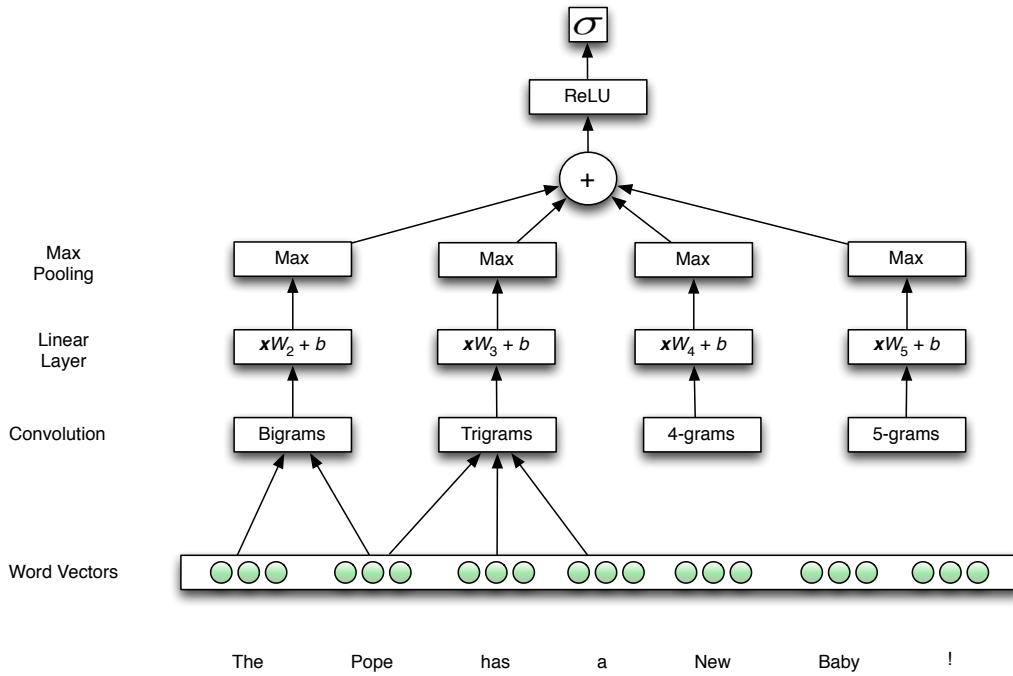 σ
ReLU
+
Max
Pooling
Max
Max
Max
Max
Linear
Layer
xW₂ + b
xW₃ + b
xW₄ + b
xW₅ + b
Convolution
Bigrams
Trigrams
4-grams
5-grams
Word Vectors
The
Pope
has
a
New
Baby
!